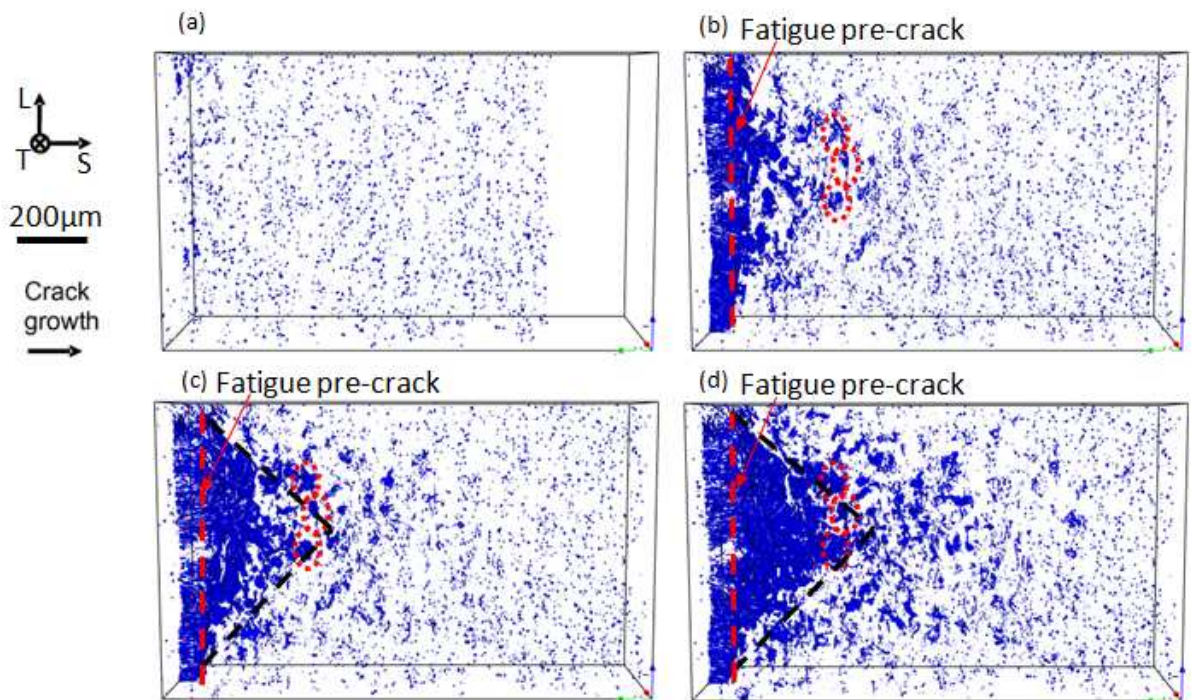 (a)
(b)
Fatigue pre-crack
L
T
S
200μm
Crack
growth
(c)
Fatigue pre-crack
(d)
Fatigue pre-crack